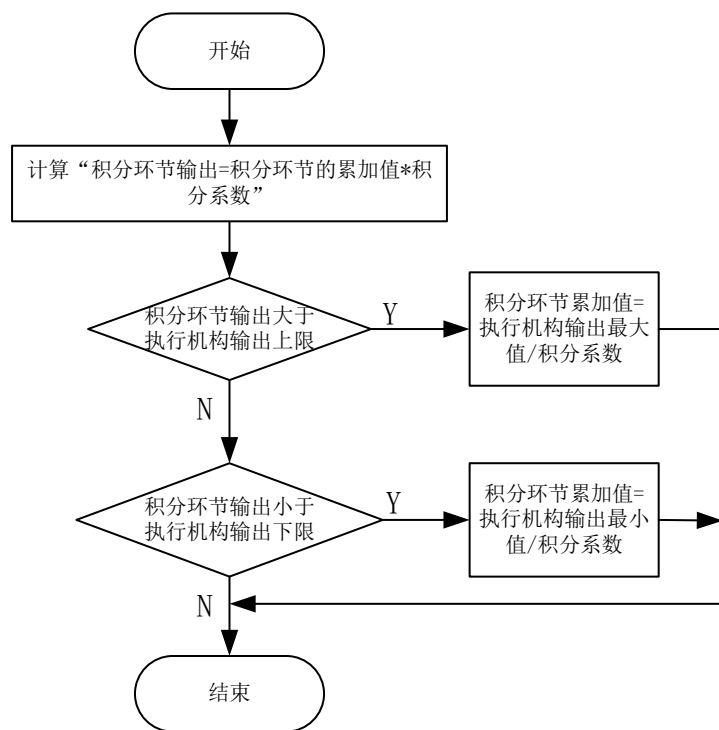 开始
计算“积分环节输出=积分环节的累加值*积
分系数”
积分环节输出大于
执行机构输出上限
Y
积分环节累加值=
执行机构输出最大
值/积分系数
N
积分环节输出小于
执行机构输出下限
Y
积分环节累加值=
执行机构输出最小
值/积分系数
N
结束